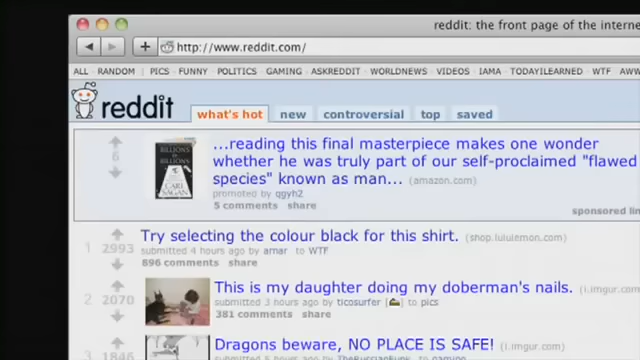 reddit: the front page of the interne
http://www.reddit.com/
ALL RANDOM | PICS FUNNY POLITICS GAMING ASKREDDIT WORLDNEWS VIDEOS IAMA TODAYILEARNED WTF AWW
reddit what's hot new controversial top saved
...reading this final masterpiece makes one wonder
whether he was truly part of our self-proclaimed "flawed
species" known as man... (amazon.com)
promoted by qgyh2
5 comments share
sponsored lin
6
BILLIONS
BILLIONS
CARL
SAGAN
Try selecting the colour black for this shirt. (shop.lululemon.com)
1 2993 submitted 4 hours ago by amar to WTF
896 comments share
This is my daughter doing my doberman's nails. (i.imgur.com
2 2070 submitted 3 hours ago by ticosurfer to pics
381 comments share
Dragons beware, NO PLACE IS SAFE! (i.imgur.com)
3 1846